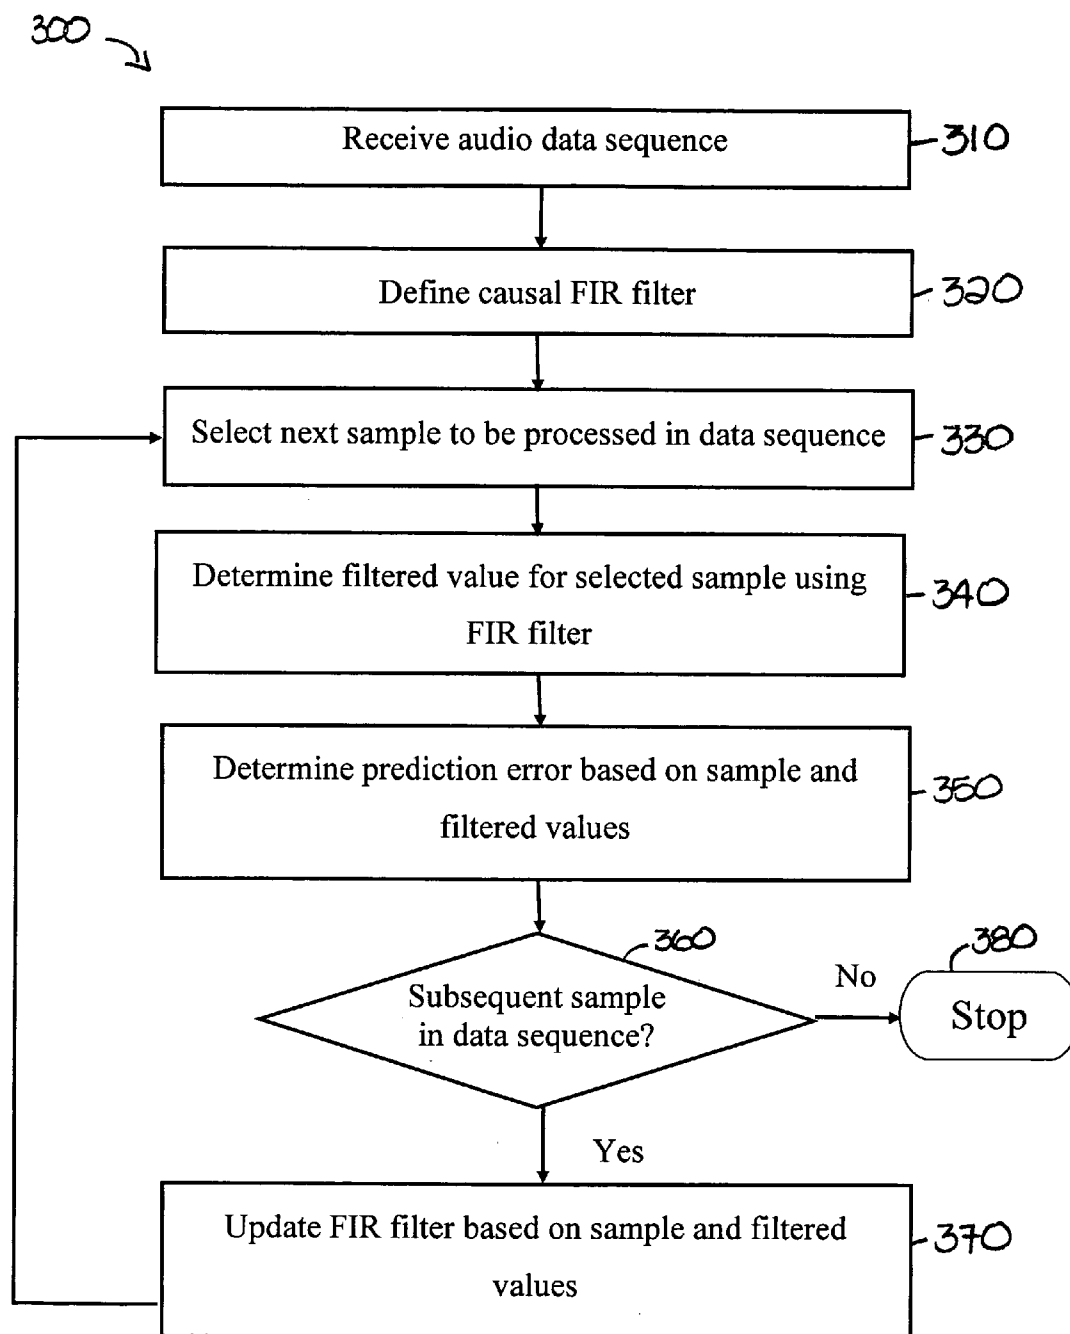 300
Receive audio data sequence
310
Define causal FIR filter
320
Select next sample to be processed in data sequence
330
Determine filtered value for selected sample using
FIR filter
340
Determine prediction error based on sample and
filtered values
350
360
Subsequent sample
in data sequence?
No
380
Stop
Yes
Update FIR filter based on sample and filtered
values
370